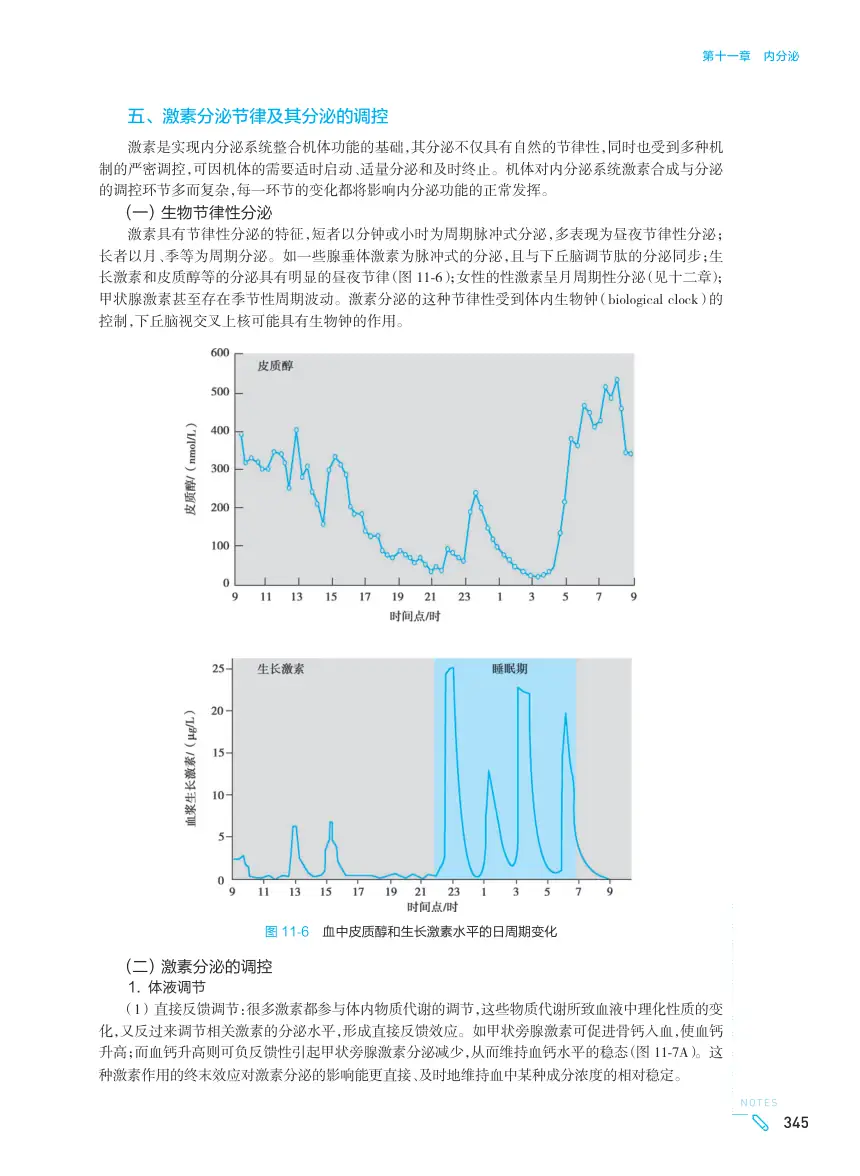 第十一章 内分泌
五、激素分泌节律及其分泌的调控
激素是实现内分泌系统整合机体功能的基础,其分泌不仅具有自然的节律性,同时也受到多种机
制的严密调控,可因机体的需要适时启动、适量分泌和及时终止。机体对内分泌系统激素合成与分泌
的调控环节多而复杂,每一环节的变化都将影响内分泌功能的正常发挥。
(一)生物节律性分泌
激素具有节律性分泌的特征,短者以分钟或小时为周期脉冲式分泌,多表现为昼夜节律性分泌;
长者以月、季等为周期分泌。如一些腺垂体激素为脉冲式的分泌,且与下丘脑调节肽的分泌同步;生
长激素和皮质醇等的分泌具有明显的昼夜节律(图 11-6);女性的性激素呈月周期性分泌(见十二章);
甲状腺激素甚至存在季节性周期波动。激素分泌的这种节律性受到体内生物钟(biological clock)的
控制,下丘脑视交叉上核可能具有生物钟的作用。
皮质醇
皮质醇/(nmol/L)
600
500
400
300
200
100
0
9 11 13 15 17 19 21 23 1 3 5 7 9
时间点/时
生长激素
睡眠期
血浆生长激素/(μg/L)
25
20
15
10
5
0
9 11 13 15 17 19 21 23 1 3 5 7 9
时间点/时
图 11-6 血中皮质醇和生长激素水平的日周期变化
(二)激素分泌的调控
1. 体液调节
(1)直接反馈调节:很多激素都参与体内物质代谢的调节,这些物质代谢所致血液中理化性质的变
化,又反过来调节相关激素的分泌水平,形成直接反馈效应。如甲状旁腺激素可促进骨钙入血,使血钙
升高;而血钙升高则可负反馈性引起甲状旁腺激素分泌减少,从而维持血钙水平的稳态(图 11-7A)。这
种激素作用的终末效应对激素分泌的影响能更直接、及时地维持血中某种成分浓度的相对稳定。
NOTES
345